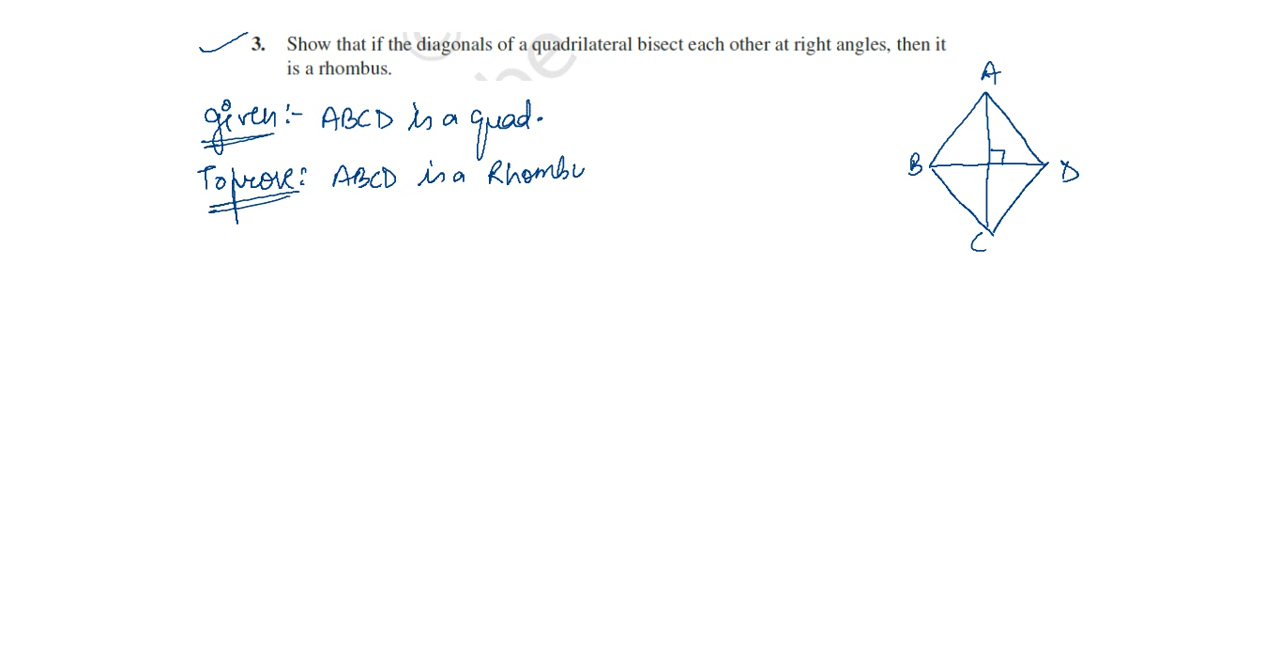 3. Show that if the diagonals of a quadrilateral bisect each other at right angles, then it
is a rhombus.
A
given :- ABCD is a quad.
B
D
To prove : ABCD is a Rhombu
C